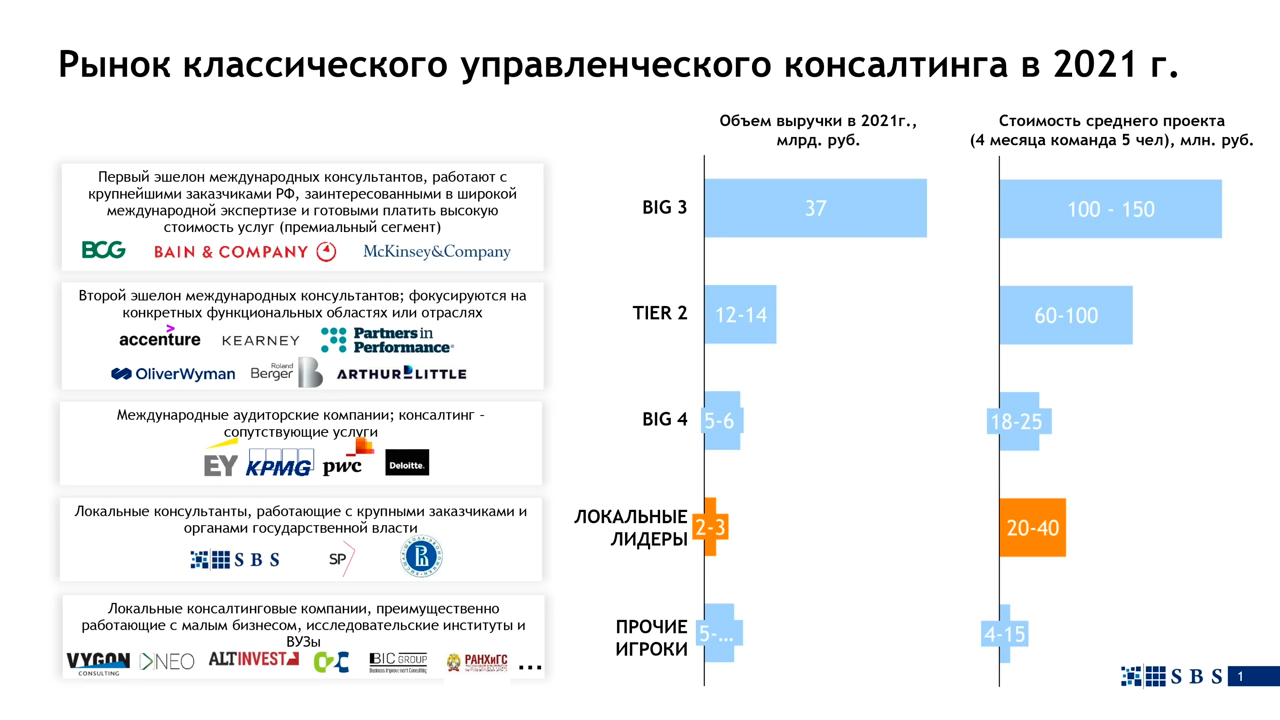 Рынок классического управленческого консалтинга в 2021 г.
Объем выручки в 2021г.,
млрд. руб.
Стоимость среднего проекта
(4 месяца команда 5 чел), млн. руб.
Первый эшелон международных консультантов, работают с
крупнейшими заказчиками РФ, заинтересованными в широкой
международной экспертизе и готовыми платить высокую
стоимость услуг (премиальный сегмент)
BCG BAIN & COMPANY McKinsey&Company
BIG 3
37
100 - 150
Второй эшелон международных консультантов; фокусируются на
конкретных функциональных областях или отраслях
accenture KEARNEY Partners in
Performance
OliverWyman Roland
Berger B ARTHUR D LITTLE
TIER 2
12-14
60-100
Международные аудиторские компании; консалтинг –
сопутствующие услуги
EY KPMG pwc Deloitte.
BIG 4
5-6
18-25
Локальные консультанты, работающие с крупными заказчиками и
органами государственной власти
SBS SP
ЛОКАЛЬНЫЕ
ЛИДЕРЫ
2-3
20-40
Локальные консалтинговые компании, преимущественно
работающие с малым бизнесом, исследовательские институты и
ВУЗы
VYGON
CONSULTING
NEO
ALTINVEST
BIC GROUP
Business Improvement Consulting
РАНХиГС
...
ПРОЧИЕ
ИГРОКИ
5-...
4-15
SBS 1